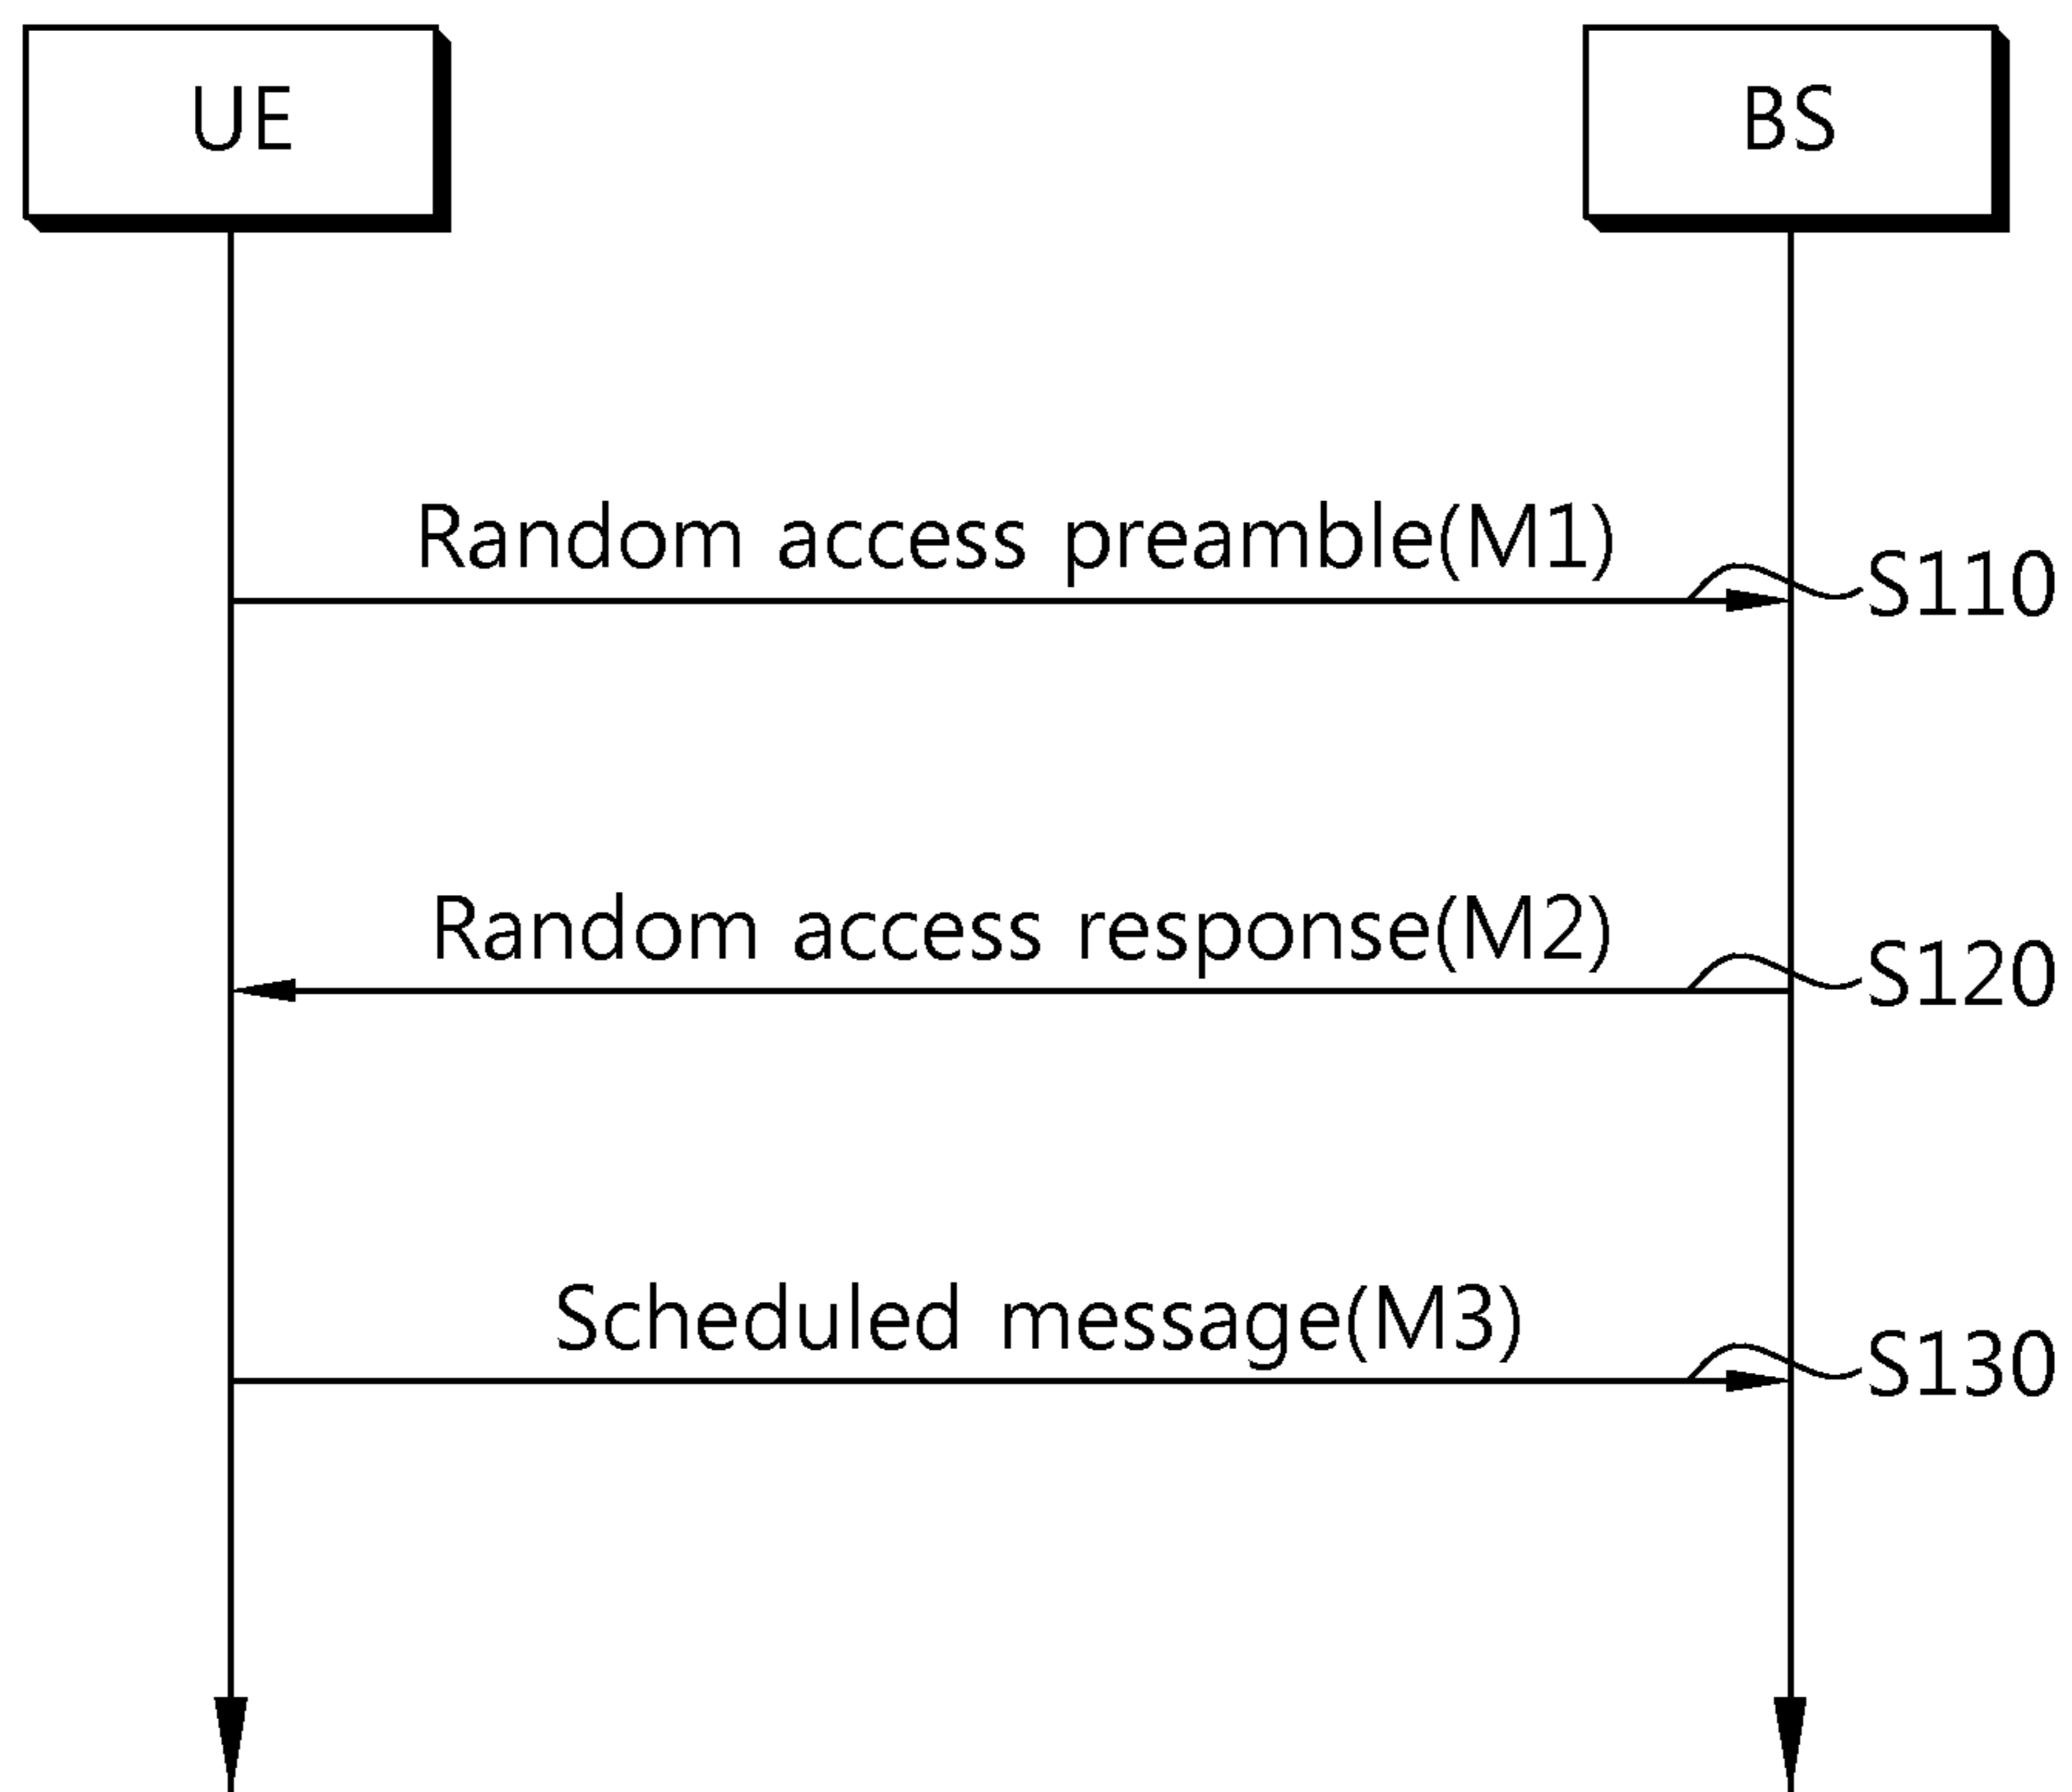 UE
BS
Random access preamble(M1)
S110
Random access response(M2)
S120
Scheduled message(M3)
S130